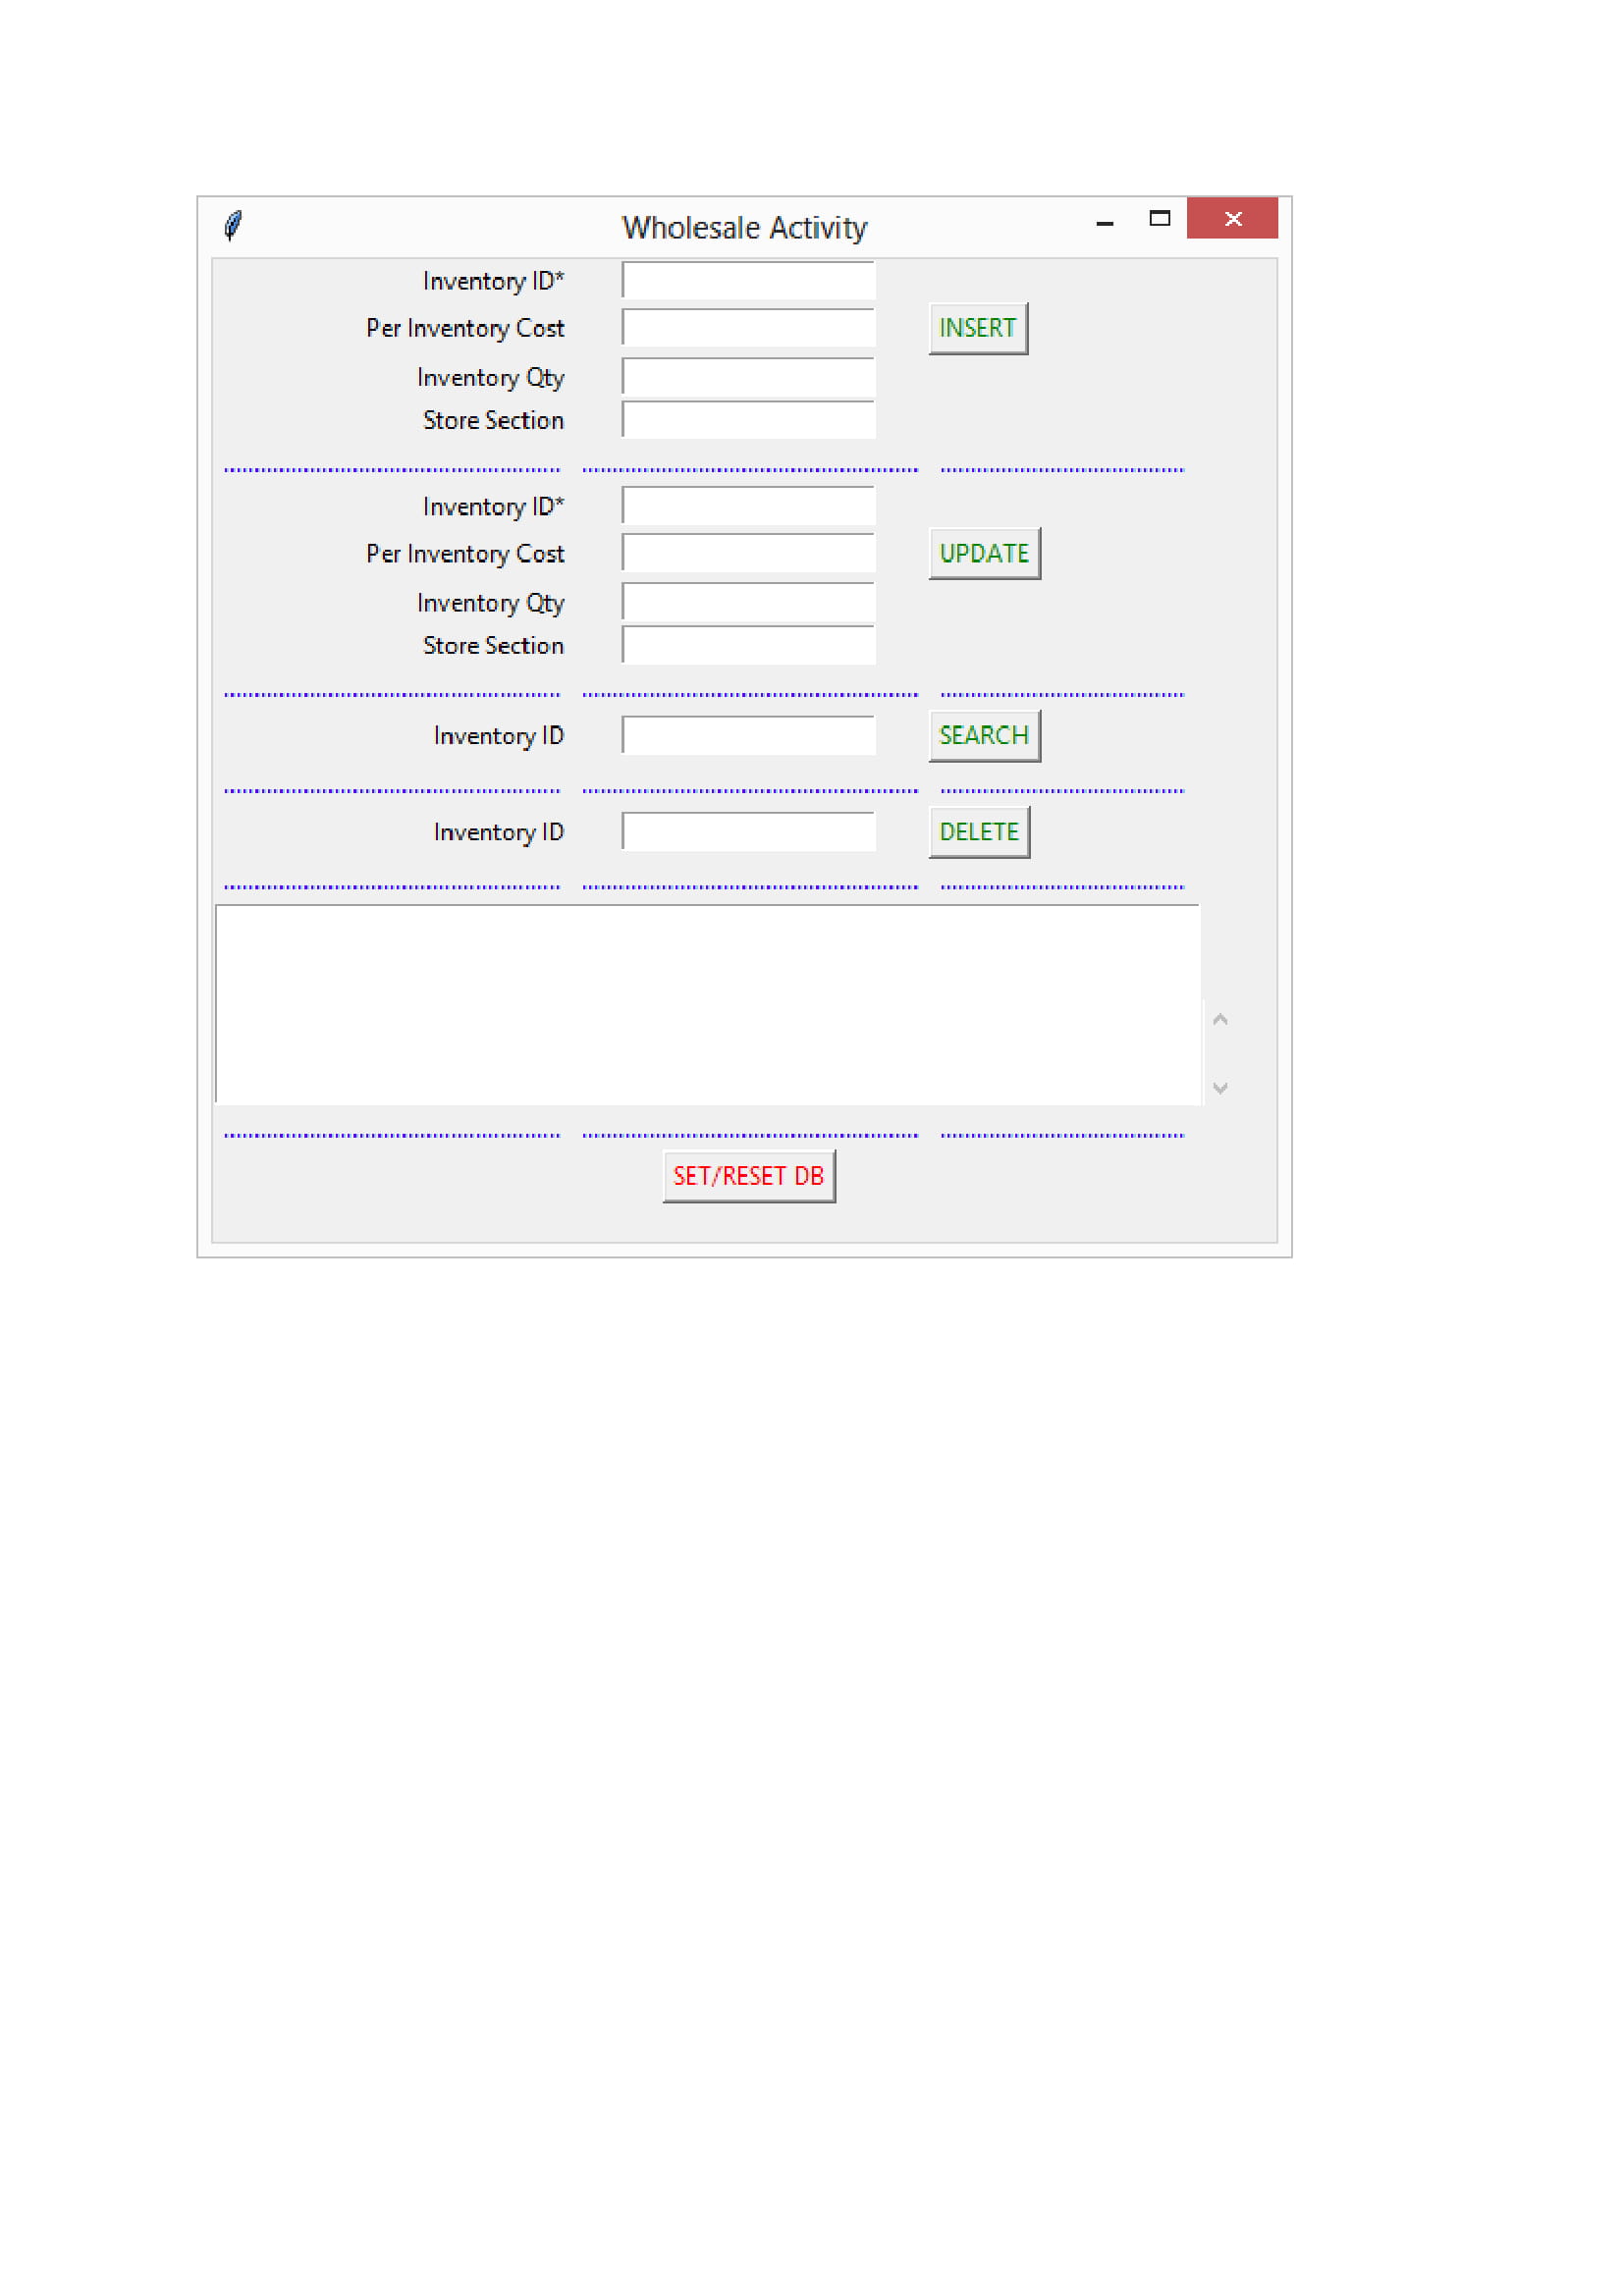 Wholesale Activity
Inventory ID*
Per Inventory Cost INSERT
Inventory Qty
Store Section
Inventory ID*
Per Inventory Cost UPDATE
Inventory Qty
Store Section
Inventory ID SEARCH
Inventory ID DELETE
SET/RESET DB